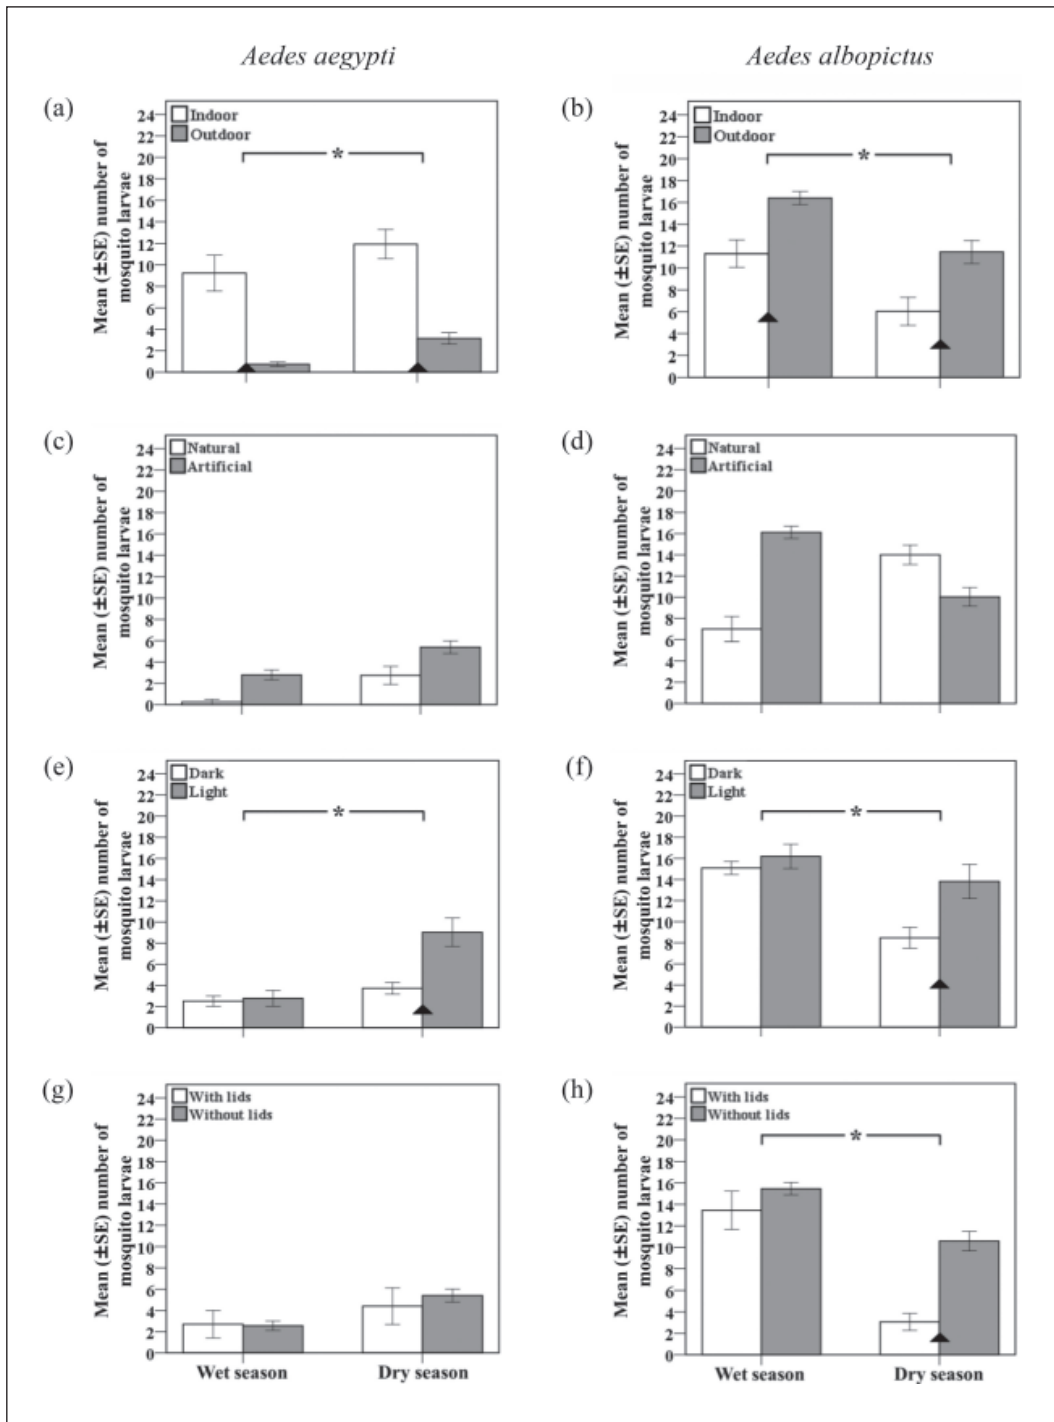 Aedes aegypti
Aedes albopictus
(a)
Mean (±SE) number of
mosquito larvae
24
22
20
18
16
14
12
10
8
6
4
2
0
Indoor
Outdoor
*
(b)
Mean (±SE) number of
mosquito larvae
24
22
20
18
16
14
12
10
8
6
4
2
0
Indoor
Outdoor
*
(c)
Mean (±SE) number of
mosquito larvae
24
22
20
18
16
14
12
10
8
6
4
2
0
Natural
Artificial
(d)
Mean (±SE) number of
mosquito larvae
24
22
20
18
16
14
12
10
8
6
4
2
0
Natural
Artificial
(e)
Mean (±SE) number of
mosquito larvae
24
22
20
18
16
14
12
10
8
6
4
2
0
Dark
Light
*
(f)
Mean (±SE) number of
mosquito larvae
24
22
20
18
16
14
12
10
8
6
4
2
0
Dark
Light
*
(g)
Mean (±SE) number of
mosquito larvae
24
22
20
18
16
14
12
10
8
6
4
2
0
With lids
Without lids
Wet season
Dry season
(h)
Mean (±SE) number of
mosquito larvae
24
22
20
18
16
14
12
10
8
6
4
2
0
With lids
Without lids
*
Wet season
Dry season